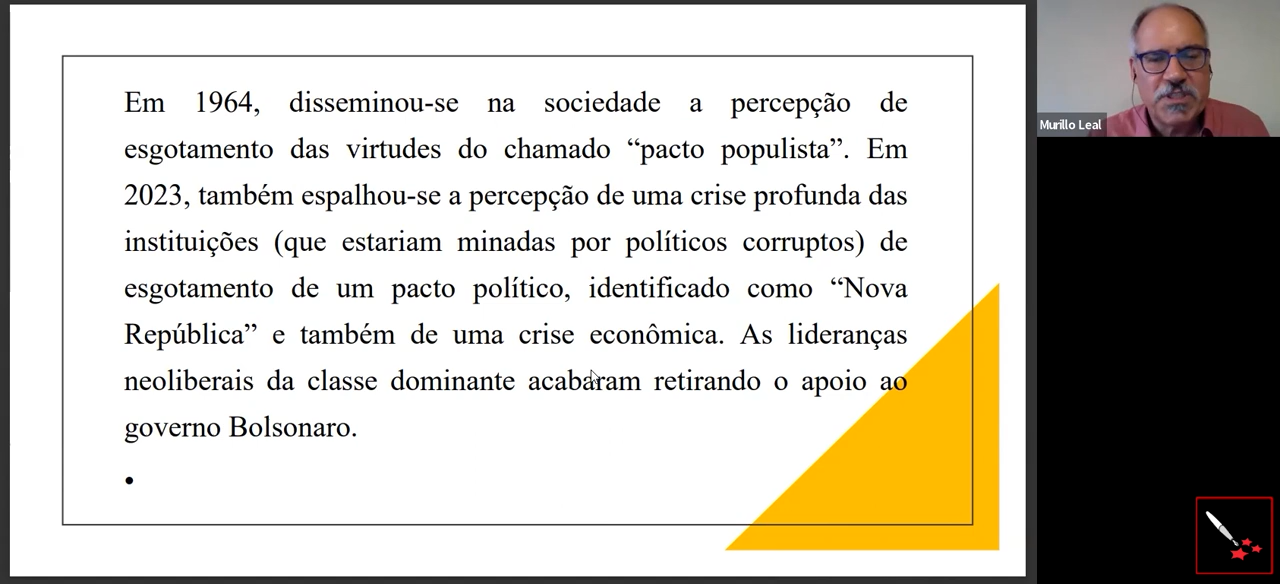 Em 1964, disseminou-se na sociedade a percepção de
esgotamento das virtudes do chamado “pacto populista”. Em
2023, também espalhou-se a percepção de uma crise profunda das
instituições (que estariam minadas por políticos corruptos) de
esgotamento de um pacto político, identificado como “Nova
República” e também de uma crise econômica. As lideranças
neoliberais da classe dominante acabaram retirando o apoio ao
governo Bolsonaro.
•
Murillo Leal